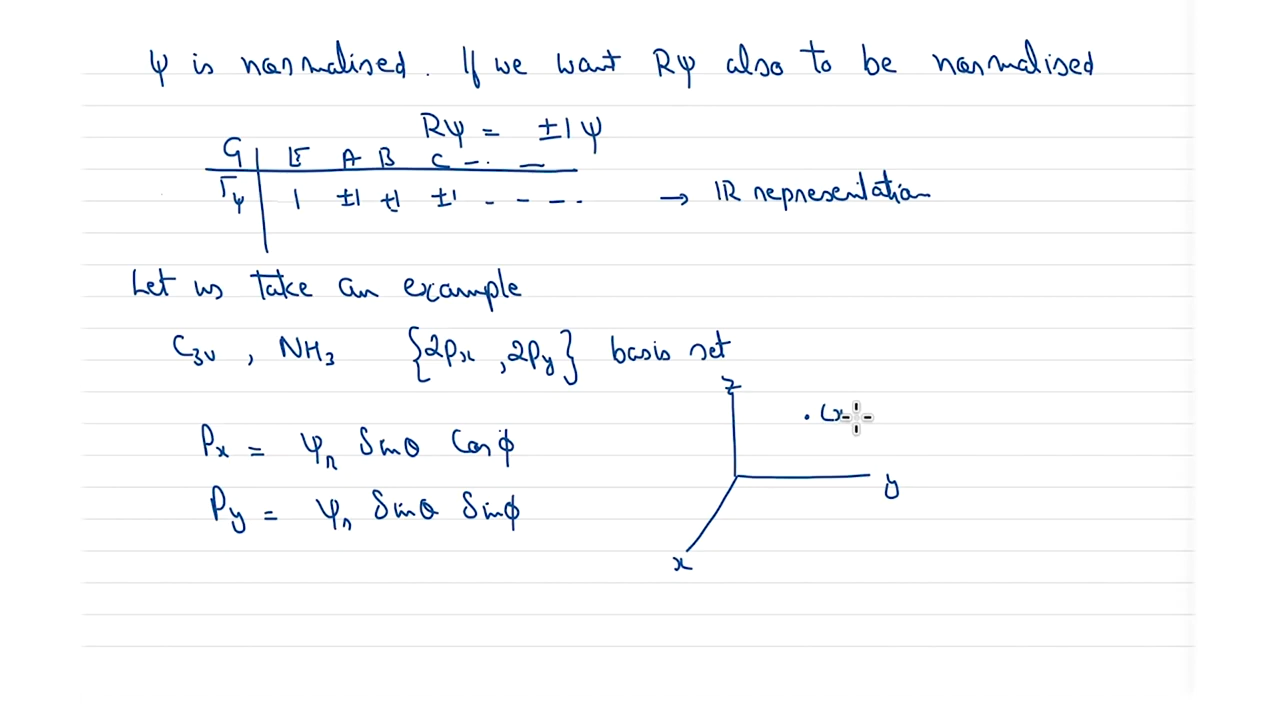 ψ is normalised. If we want Rψ also to be normalised
Rψ = ±1 ψ
G | E A B C -- —
Γψ | 1 ±1 ±1 ±1 - - - -- → IR representation
Let us take an example
C3v , NH3 {2px , 2py} basis set
z
. (x
Px = ψn Sinθ Cosϕ
y
Py = ψn Sinθ Sinϕ
x